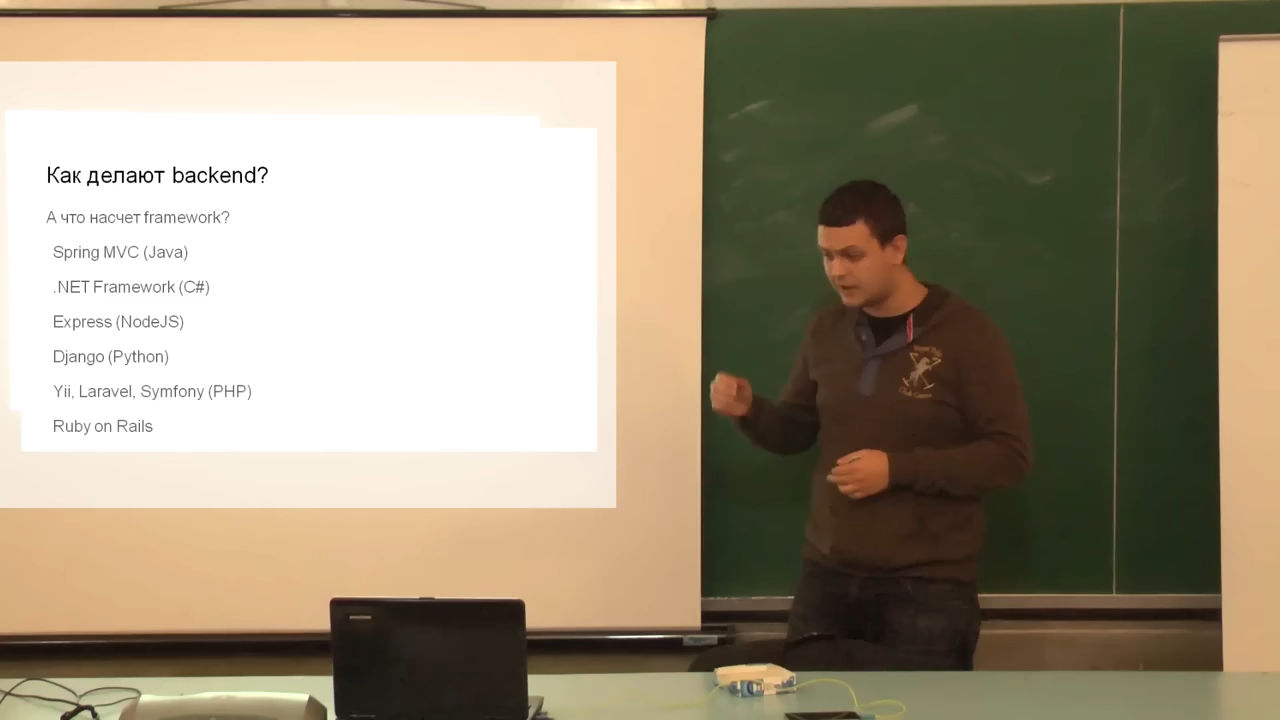 Как делают backend?
А что насчет framework?
Spring MVC (Java)
.NET Framework (C#)
Express (NodeJS)
Django (Python)
Yii, Laravel, Symfony (PHP)
Ruby on Rails